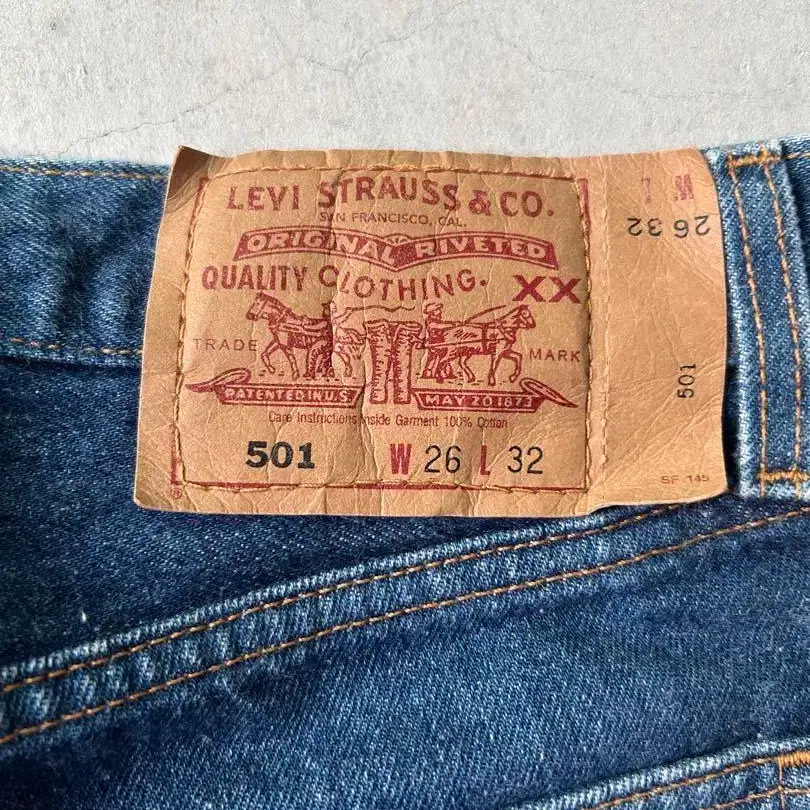 LEVI STRAUSS & CO.
SAN FRANCISCO, CAL.
ORIGINAL RIVETED
QUALITY CLOTHING.
XX
TRADE MARK
PATENTED IN U.S. MAY 20 1873
Care Instructions Inside Garment 100% Cotton
501 W 26 L 32
®
L W
26 32
501
SF 145